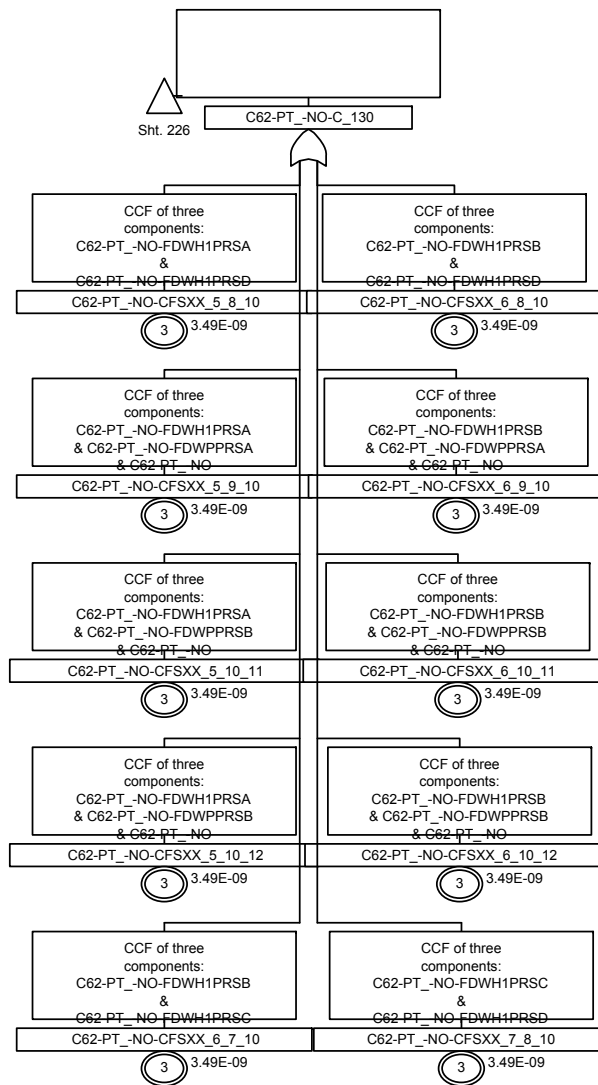 Sht. 226
C62-PT_-NO-C_130
CCF of three
components:
C62-PT_-NO-FDWH1PRSA
&
C62-PT_-NO-FDWH1PRSD
C62-PT_-NO-CFSXX_5_8_10
3
3.49E-09
CCF of three
components:
C62-PT_-NO-FDWH1PRSB
&
C62-PT_-NO-FDWH1PRSD
C62-PT_-NO-CFSXX_6_8_10
3
3.49E-09
CCF of three
components:
C62-PT_-NO-FDWH1PRSA
& C62-PT_-NO-FDWPPRSA
& C62-PT_-NO
C62-PT_-NO-CFSXX_5_9_10
3
3.49E-09
CCF of three
components:
C62-PT_-NO-FDWH1PRSB
& C62-PT_-NO-FDWPPRSA
& C62-PT_-NO
C62-PT_-NO-CFSXX_6_9_10
3
3.49E-09
CCF of three
components:
C62-PT_-NO-FDWH1PRSA
& C62-PT_-NO-FDWPPRSB
& C62-PT_-NO
C62-PT_-NO-CFSXX_5_10_11
3
3.49E-09
CCF of three
components:
C62-PT_-NO-FDWH1PRSB
& C62-PT_-NO-FDWPPRSB
& C62-PT_-NO
C62-PT_-NO-CFSXX_6_10_11
3
3.49E-09
CCF of three
components:
C62-PT_-NO-FDWH1PRSA
& C62-PT_-NO-FDWPPRSB
& C62-PT_-NO
C62-PT_-NO-CFSXX_5_10_12
3
3.49E-09
CCF of three
components:
C62-PT_-NO-FDWH1PRSB
& C62-PT_-NO-FDWPPRSB
& C62-PT_-NO
C62-PT_-NO-CFSXX_6_10_12
3
3.49E-09
CCF of three
components:
C62-PT_-NO-FDWH1PRSB
&
C62-PT_-NO-FDWH1PRSC
C62-PT_-NO-CFSXX_6_7_10
3
3.49E-09
CCF of three
components:
C62-PT_-NO-FDWH1PRSC
&
C62-PT_-NO-FDWH1PRSD
C62-PT_-NO-CFSXX_7_8_10
3
3.49E-09